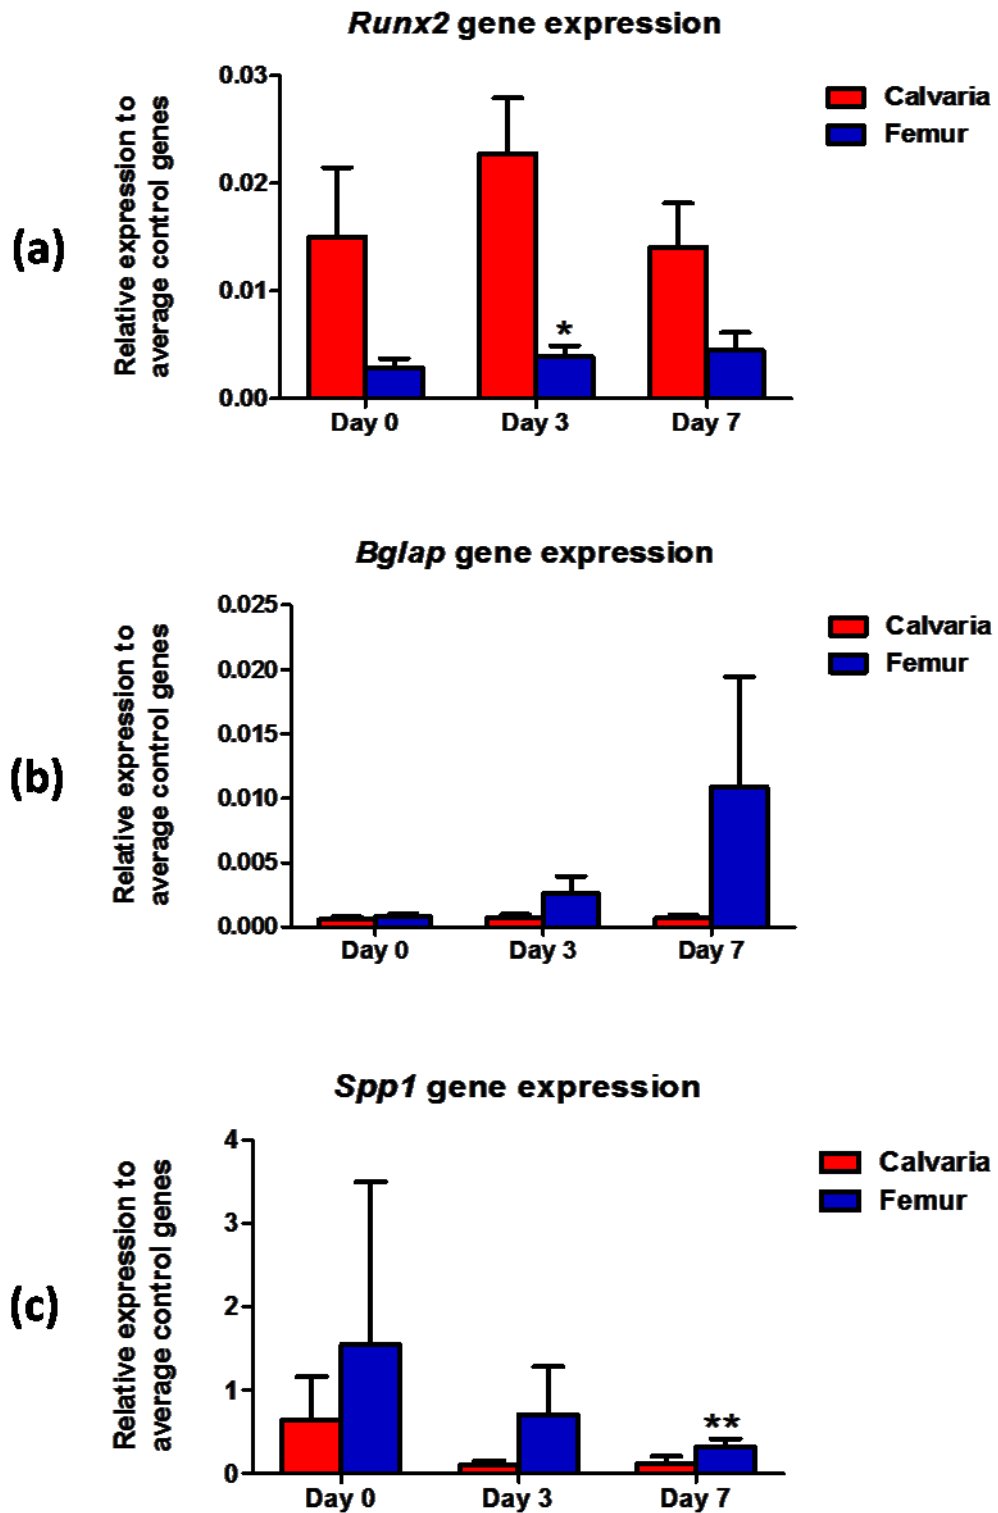 Runx2 gene expression
(a)
Relative expression to
average control genes
0.03
0.02
0.01
0.00
Day 0
Day 3
Day 7
*
Calvaria
Femur
Bglap gene expression
(b)
Relative expression to
average control genes
0.025
0.020
0.015
0.010
0.005
0.000
Day 0
Day 3
Day 7
Calvaria
Femur
Spp1 gene expression
(c)
Relative expression to
average control genes
4
3
2
1
0
Day 0
Day 3
Day 7
**
Calvaria
Femur